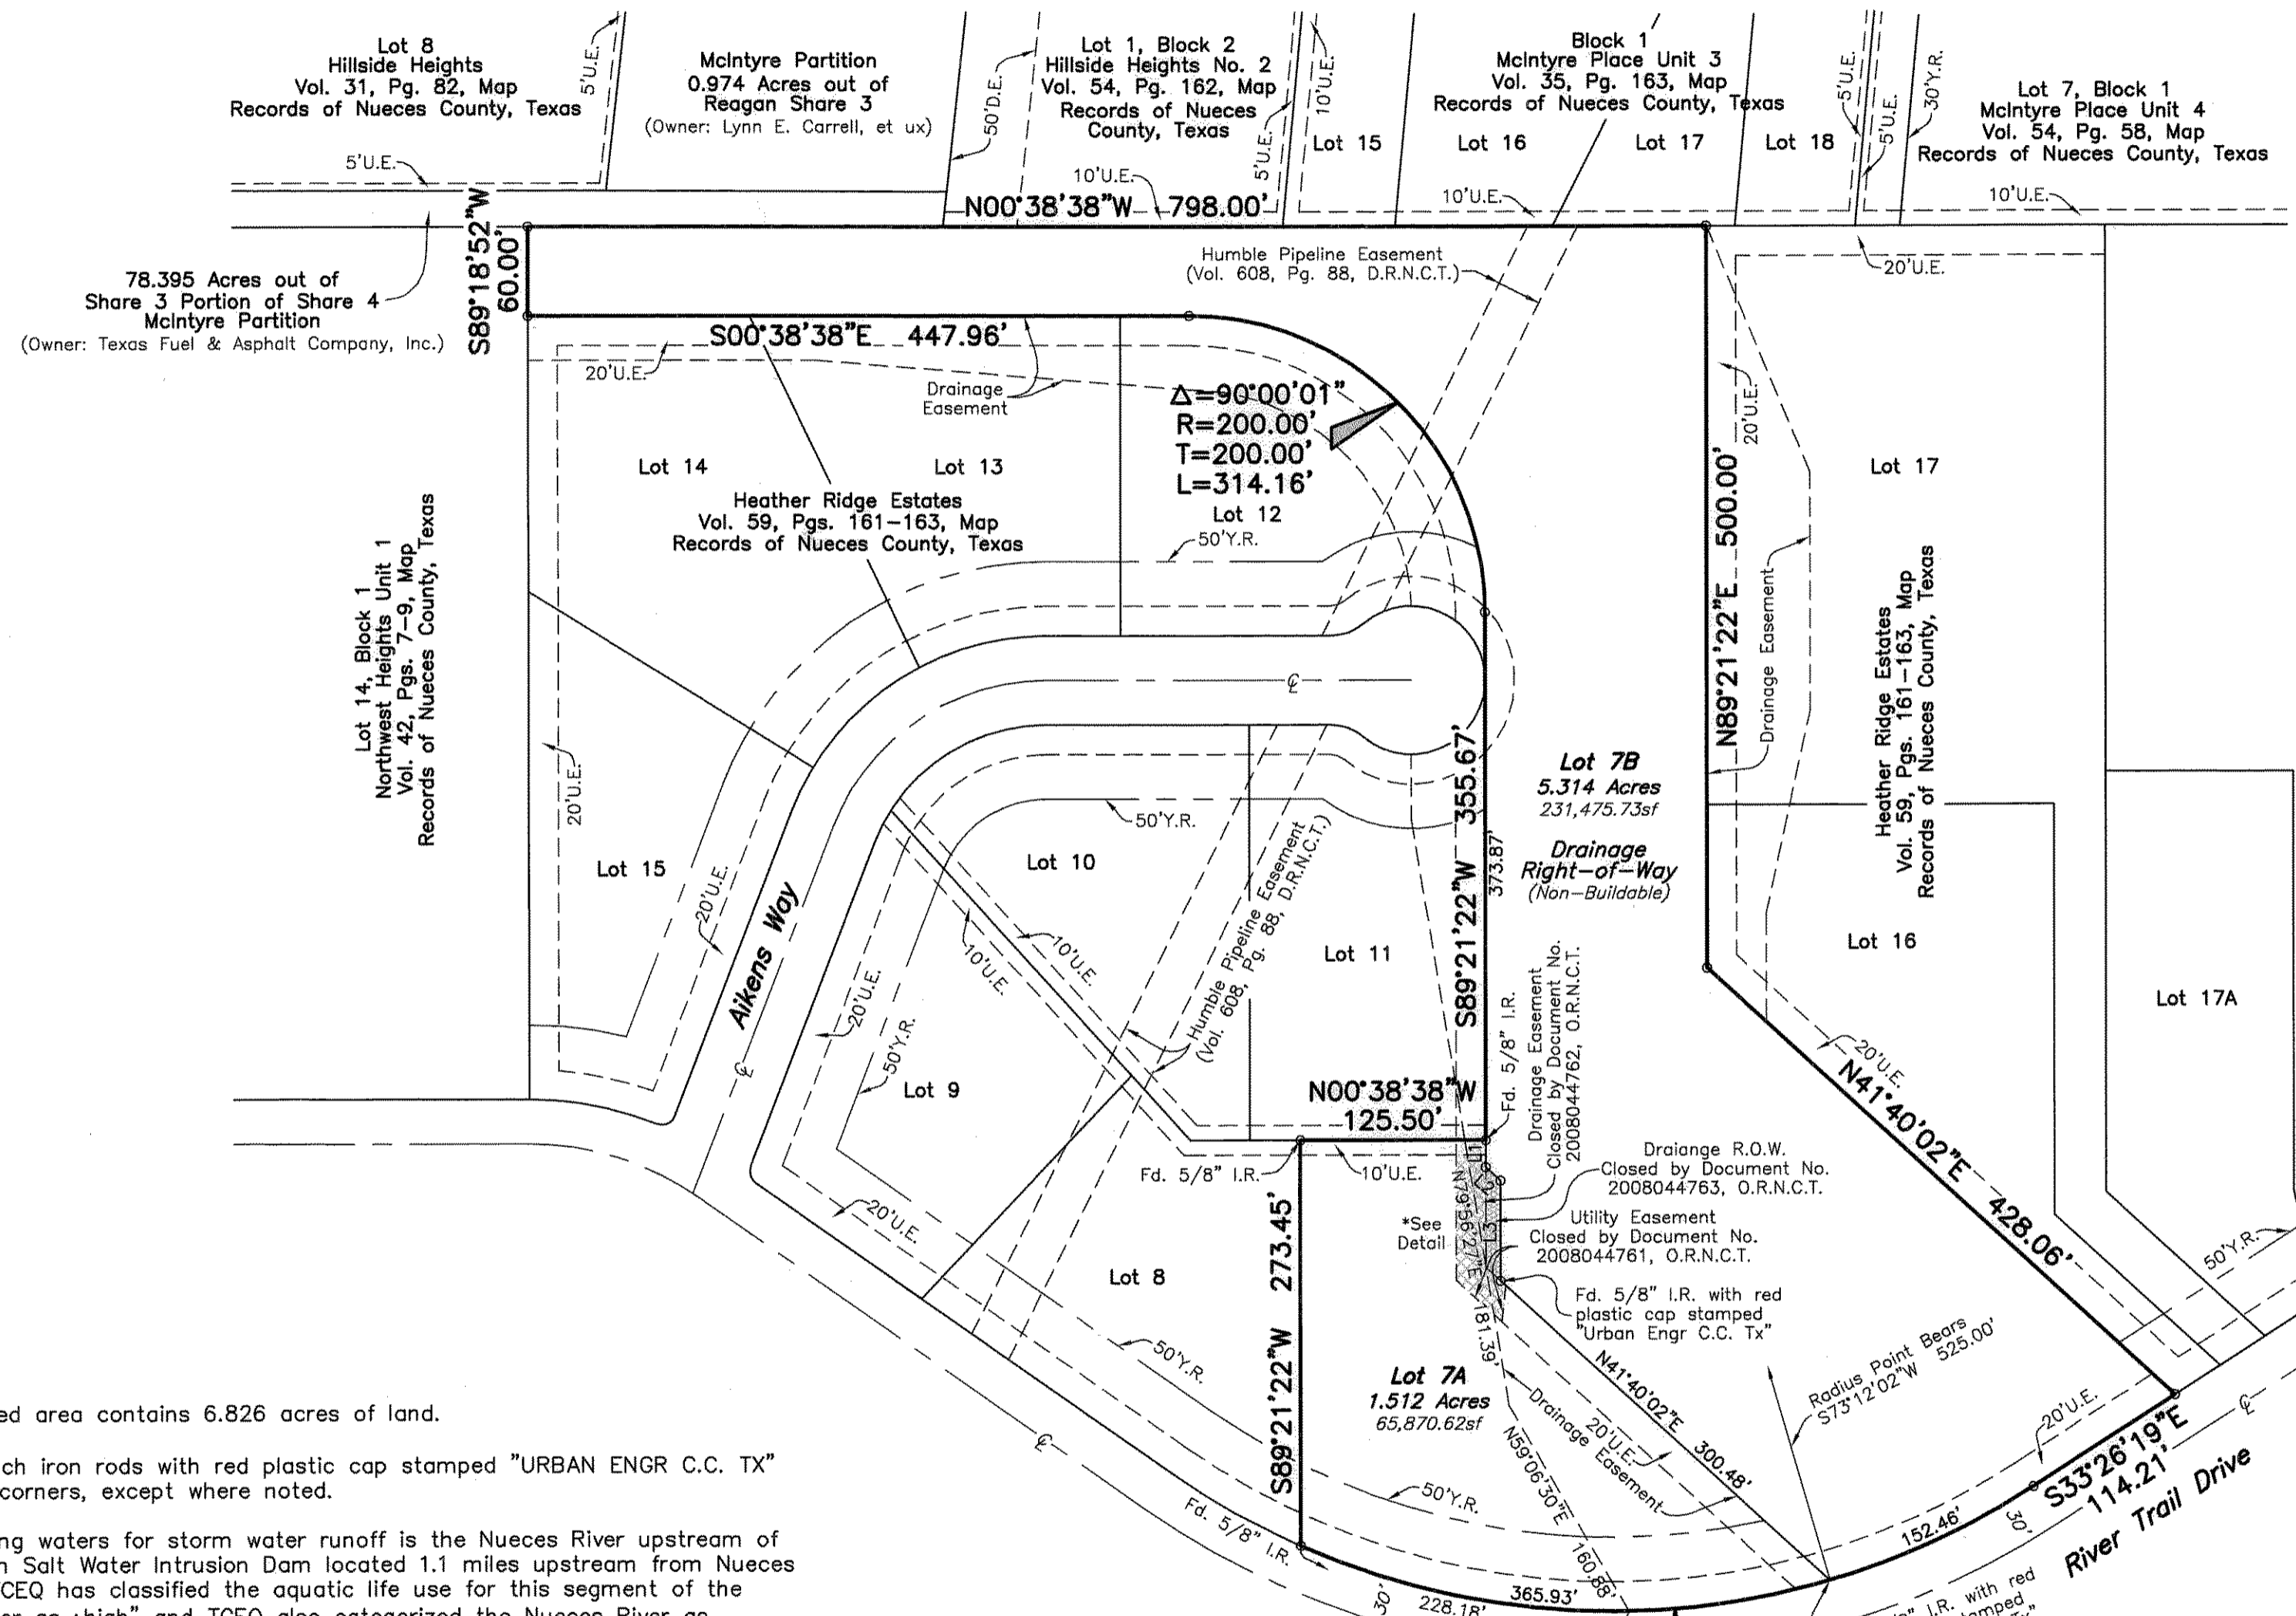 Lot 8
Hillside Heights
Vol. 31, Pg. 82, Map
Records of Nueces County, Texas
5'U.E.
5'U.E.
McIntyre Partition
0.974 Acres out of
Reagan Share 3
(Owner: Lynn E. Carrell, et ux)
50'D.E.
Lot 1, Block 2
Hillside Heights No. 2
Vol. 54, Pg. 162, Map
Records of Nueces
County, Texas
10'U.E.
5'U.E.
10'U.E.
Block 1
McIntyre Place Unit 3
Vol. 35, Pg. 163, Map
Records of Nueces County, Texas
Lot 15
Lot 16
Lot 17
Lot 18
10'U.E.
5'U.E.
5'U.E.
30'Y.R.
Lot 7, Block 1
McIntyre Place Unit 4
Vol. 54, Pg. 58, Map
Records of Nueces County, Texas
10'U.E.
N00°38'38"W 798.00'
S89°18'52"W
60.00'
78.395 Acres out of
Share 3 Portion of Share 4
McIntyre Partition
(Owner: Texas Fuel & Asphalt Company, Inc.)
Humble Pipeline Easement
(Vol. 608, Pg. 88, D.R.N.C.T.)
20'U.E.
S00°38'38"E 447.96'
20'U.E.
Drainage
Easement
Δ=90°00'01"
R=200.00'
T=200.00'
L=314.16'
Lot 14
Lot 13
Lot 12
Heather Ridge Estates
Vol. 59, Pgs. 161-163, Map
Records of Nueces County, Texas
50'Y.R.
20'U.E.
N89°21'22"E 500.00'
Drainage Easement
Lot 17
Heather Ridge Estates
Vol. 59, Pgs. 161-163, Map
Records of Nueces County, Texas
Lot 14, Block 1
Northwest Heights Unit 1
Vol. 42, Pgs. 7-9, Map
Records of Nueces County, Texas
20'U.E.
Lot 15
20'U.E.
Aikens Way
℄
℄
50'Y.R.
Lot 10
10'U.E.
10'U.E.
Humble Pipeline Easement
(Vol. 608, Pg. 88, D.R.N.C.T.)
Lot 11
S89°21'22"W 355.67'
373.87'
Lot 7B
5.314 Acres
231,475.73sf
Drainage
Right-of-Way
(Non-Buildable)
Lot 16
Lot 17A
20'U.E.
50'Y.R.
Lot 9
N00°38'38"W
125.50'
Fd. 5/8" I.R.
Drainage Easement
Closed by Document No.
2008044762, O.R.N.C.T.
20'U.E.
N41°40'02"E 428.06'
Fd. 5/8" I.R.
10'U.E.
L1
L2
L3
N79°56'27"E
181.39'
*See
Detail
Draiange R.O.W.
Closed by Document No.
2008044763, O.R.N.C.T.
Utility Easement
Closed by Document No.
2008044761, O.R.N.C.T.
Fd. 5/8" I.R. with red
plastic cap stamped
"Urban Engr C.C. Tx"
20'U.E.
Lot 8
S89°21'22"W 273.45'
50'Y.R.
50'Y.R.
Lot 7A
1.512 Acres
65,870.62sf
N41°40'02"E 300.48'
20'U.E.
Drainage Easement
N59°06'30"E 160.88'
Radius Point Bears
S73°12'02"W 525.00'
20'U.E.
S33°26'19"E
114.21'
℄
River Trail Drive
50'Y.R.
℄
Fd. 5/8" I.R.
152.46'
30'
365.93'
228.18'
30'
I.R. with red
ed area contains 6.826 acres of land.
ch iron rods with red plastic cap stamped "URBAN ENGR C.C. TX"
corners, except where noted.
ng waters for storm water runoff is the Nueces River upstream of
Salt Water Intrusion Dam located 1.1 miles upstream from Nueces
CEQ has classified the aquatic life use for this segment of the
as "high" and TCEQ also categorized the Nueces River as